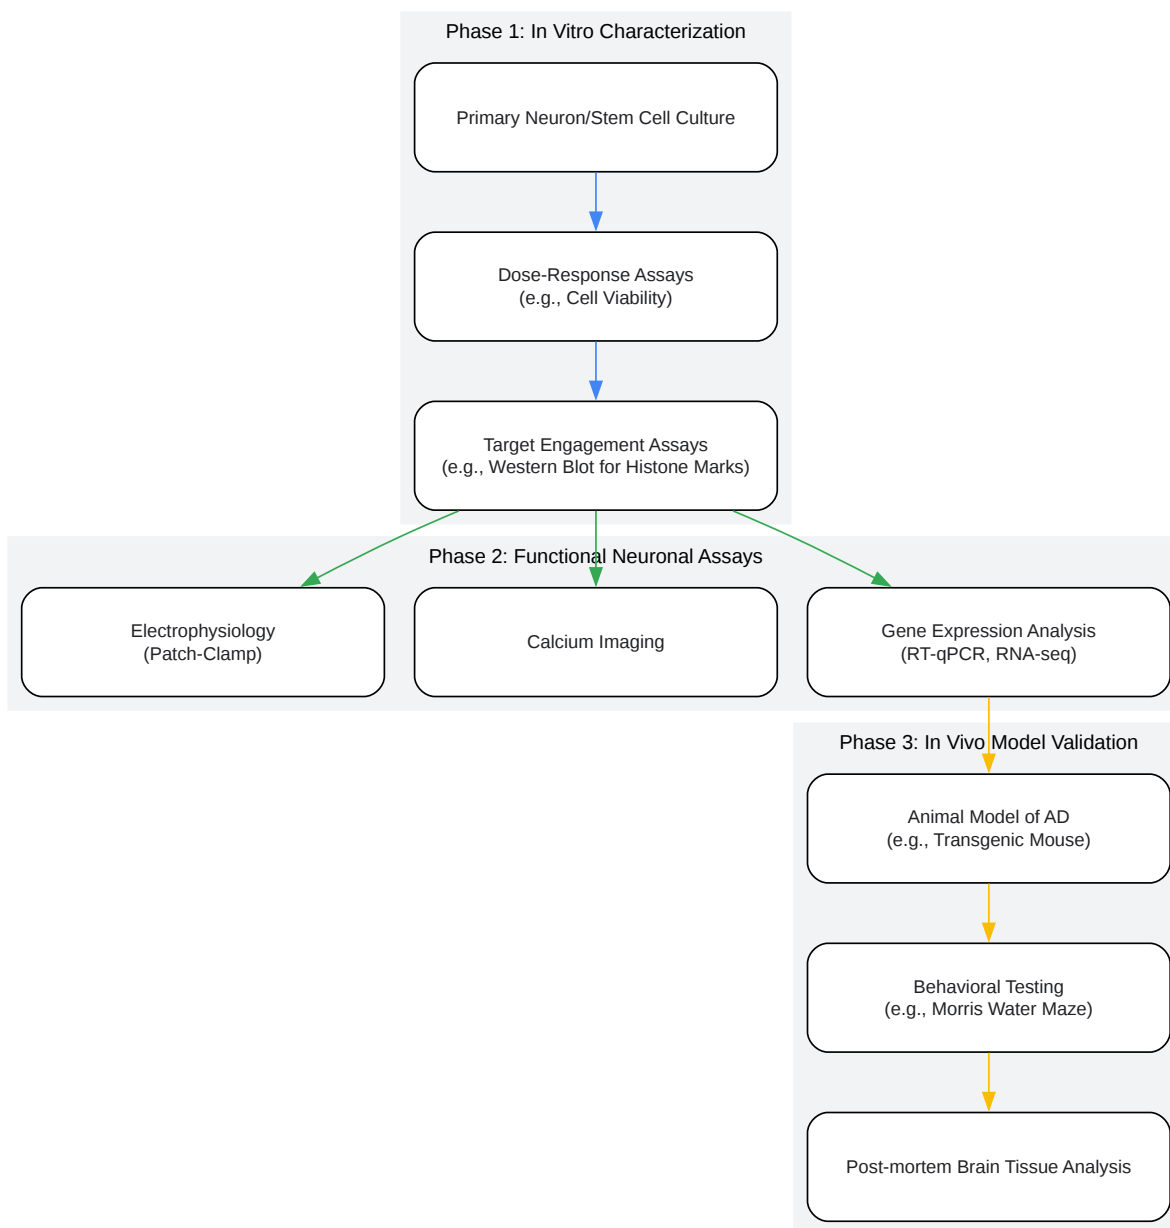 Phase 1: In Vitro Characterization
Primary Neuron/Stem Cell Culture
Dose-Response Assays
(e.g., Cell Viability)
Target Engagement Assays
(e.g., Western Blot for Histone Marks)
Phase 2: Functional Neuronal Assays
Electrophysiology
(Patch-Clamp)
Calcium Imaging
Gene Expression Analysis
(RT-qPCR, RNA-seq)
Phase 3: In Vivo Model Validation
Animal Model of AD
(e.g., Transgenic Mouse)
Behavioral Testing
(e.g., Morris Water Maze)
Post-mortem Brain Tissue Analysis